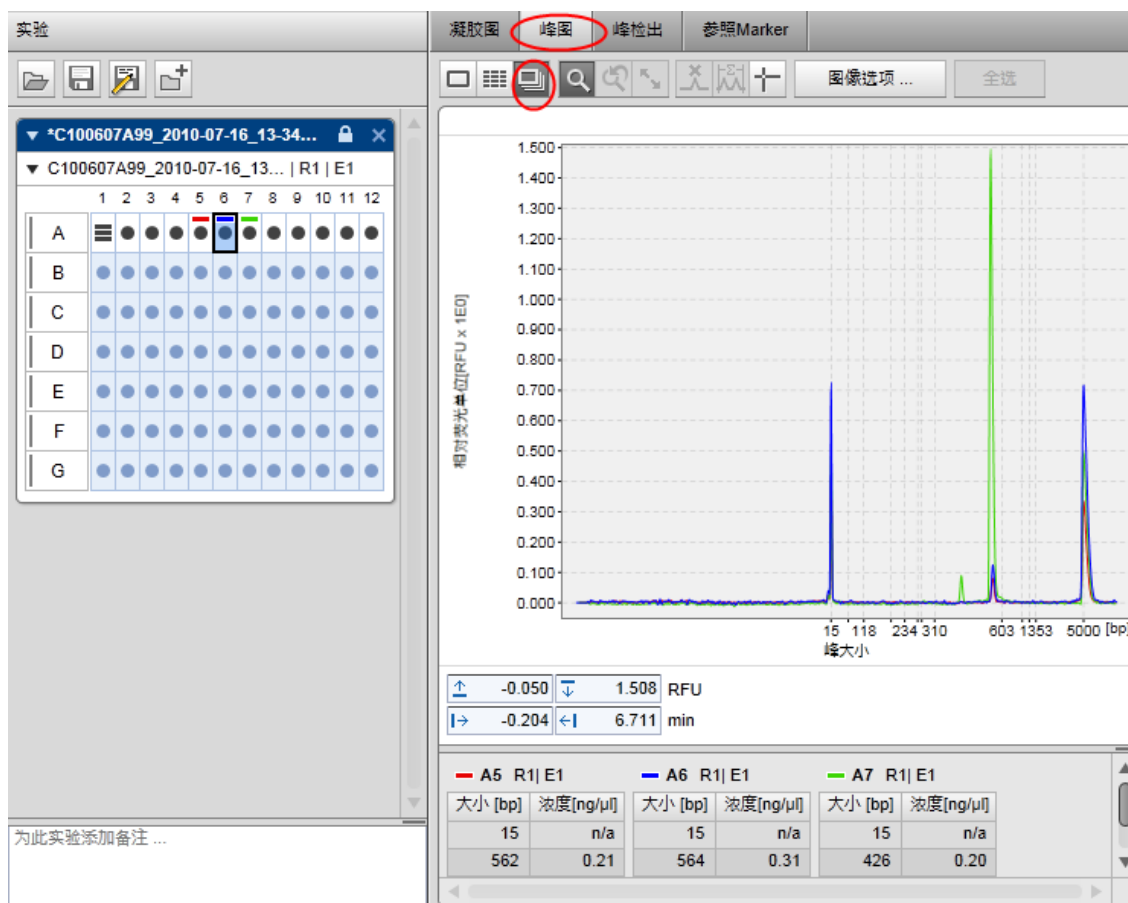 实验
*C100607A99_2010-07-16_13-34...
C100607A99_2010-07-16_13... | R1 | E1
1 2 3 4 5 6 7 8 9 10 11 12
A
B
C
D
E
F
G
为此实验添加备注 ...
凝胶图 峰图 峰检出 参照Marker
图像选项 ... 全选
相对荧光单位[RFU x 1E0]
1.500
1.400
1.300
1.200
1.100
1.000
0.900
0.800
0.700
0.600
0.500
0.400
0.300
0.200
0.100
0.000
15 118 234 310 603 1353 5000 [bp]
峰大小
-0.050 1.508 RFU
-0.204 6.711 min
A5 R1| E1 A6 R1| E1 A7 R1| E1
大小 [bp] 浓度[ng/µl] 大小 [bp] 浓度[ng/µl] 大小 [bp] 浓度[ng/µl]
15 n/a 15 n/a 15 n/a
562 0.21 564 0.31 426 0.20